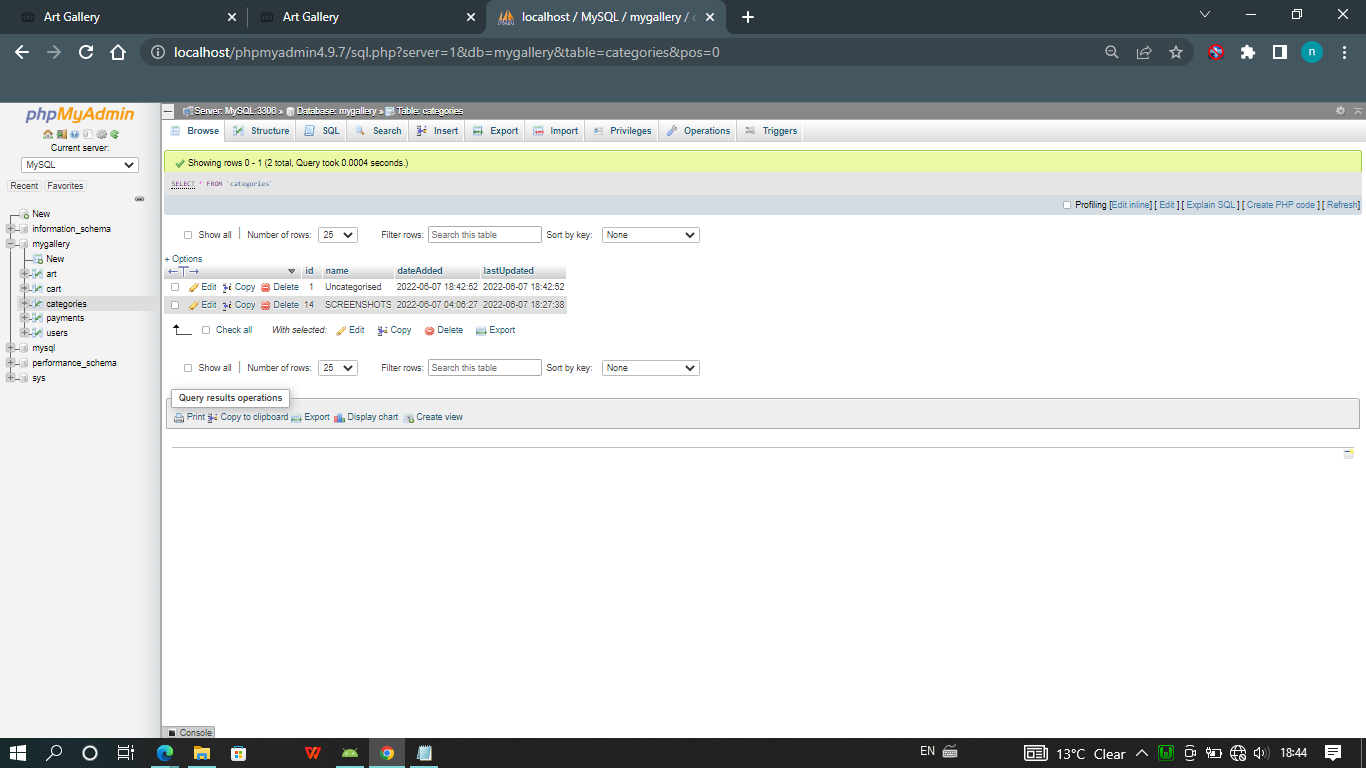 Art Gallery
Art Gallery
localhost / MySQL / mygallery / c
localhost/phpmyadmin4.9.7/sql.php?server=1&db=mygallery&table=categories&pos=0
n
phpMyAdmin
Current server:
MySQL
Recent Favorites
New
information_schema
mygallery
New
art
cart
categories
payments
users
mysql
performance_schema
sys
Server: MySQL:3306 » Database: mygallery » Table: categories
Browse Structure SQL Search Insert Export Import Privileges Operations Triggers
Showing rows 0 - 1 (2 total, Query took 0.0004 seconds.)
SELECT * FROM `categories`
Profiling [Edit inline] [ Edit ] [ Explain SQL ] [ Create PHP code ] [ Refresh]
Show all Number of rows: 25 Filter rows: Search this table Sort by key: None
+ Options
←T→ id name dateAdded lastUpdated
Edit Copy Delete 1 Uncategorised 2022-06-07 18:42:52 2022-06-07 18:42:52
Edit Copy Delete 14 SCREENSHOTS 2022-06-07 04:06:27 2022-06-07 18:27:38
Check all With selected: Edit Copy Delete Export
Show all Number of rows: 25 Filter rows: Search this table Sort by key: None
Query results operations
Print Copy to clipboard Export Display chart Create view
Console
EN 13°C Clear 18:44